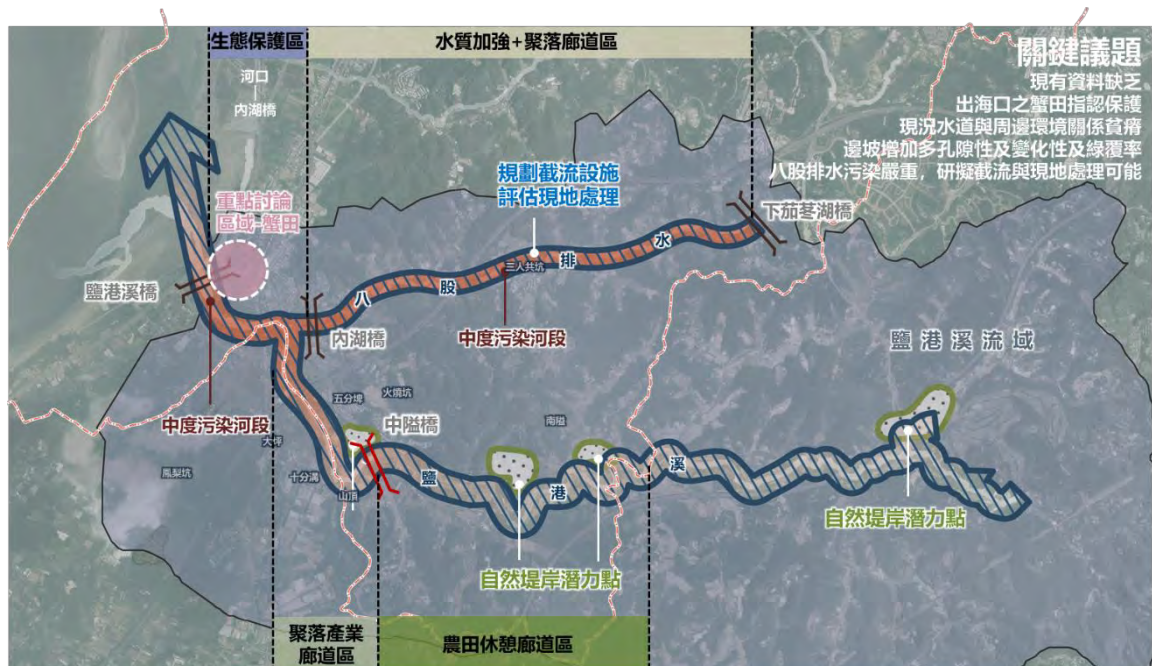 生態保護區
水質加強+聚落廊道區
河口
內湖橋
關鍵議題
現有資料缺乏
出海口之蟹田指認保護
現況水道與周邊環境關係貧瘠
邊坡增加多孔隙性及變化性及綠覆率
八股排水污染嚴重，研擬截流與現地處理可能
重點討論
區域-蟹田
規劃截流設施
評估現地處理
下茄苳湖橋
鹽港溪橋
八股排水
三人共坑
內湖橋
中度污染河段
鹽港溪流域
中度污染河段
五分埤
火燒坑
中隘橋
南隘
大坪
鳳梨坑
十分溝
山頂
鹽港溪
自然堤岸潛力點
自然堤岸潛力點
聚落產業
廊道區
農田休憩廊道區